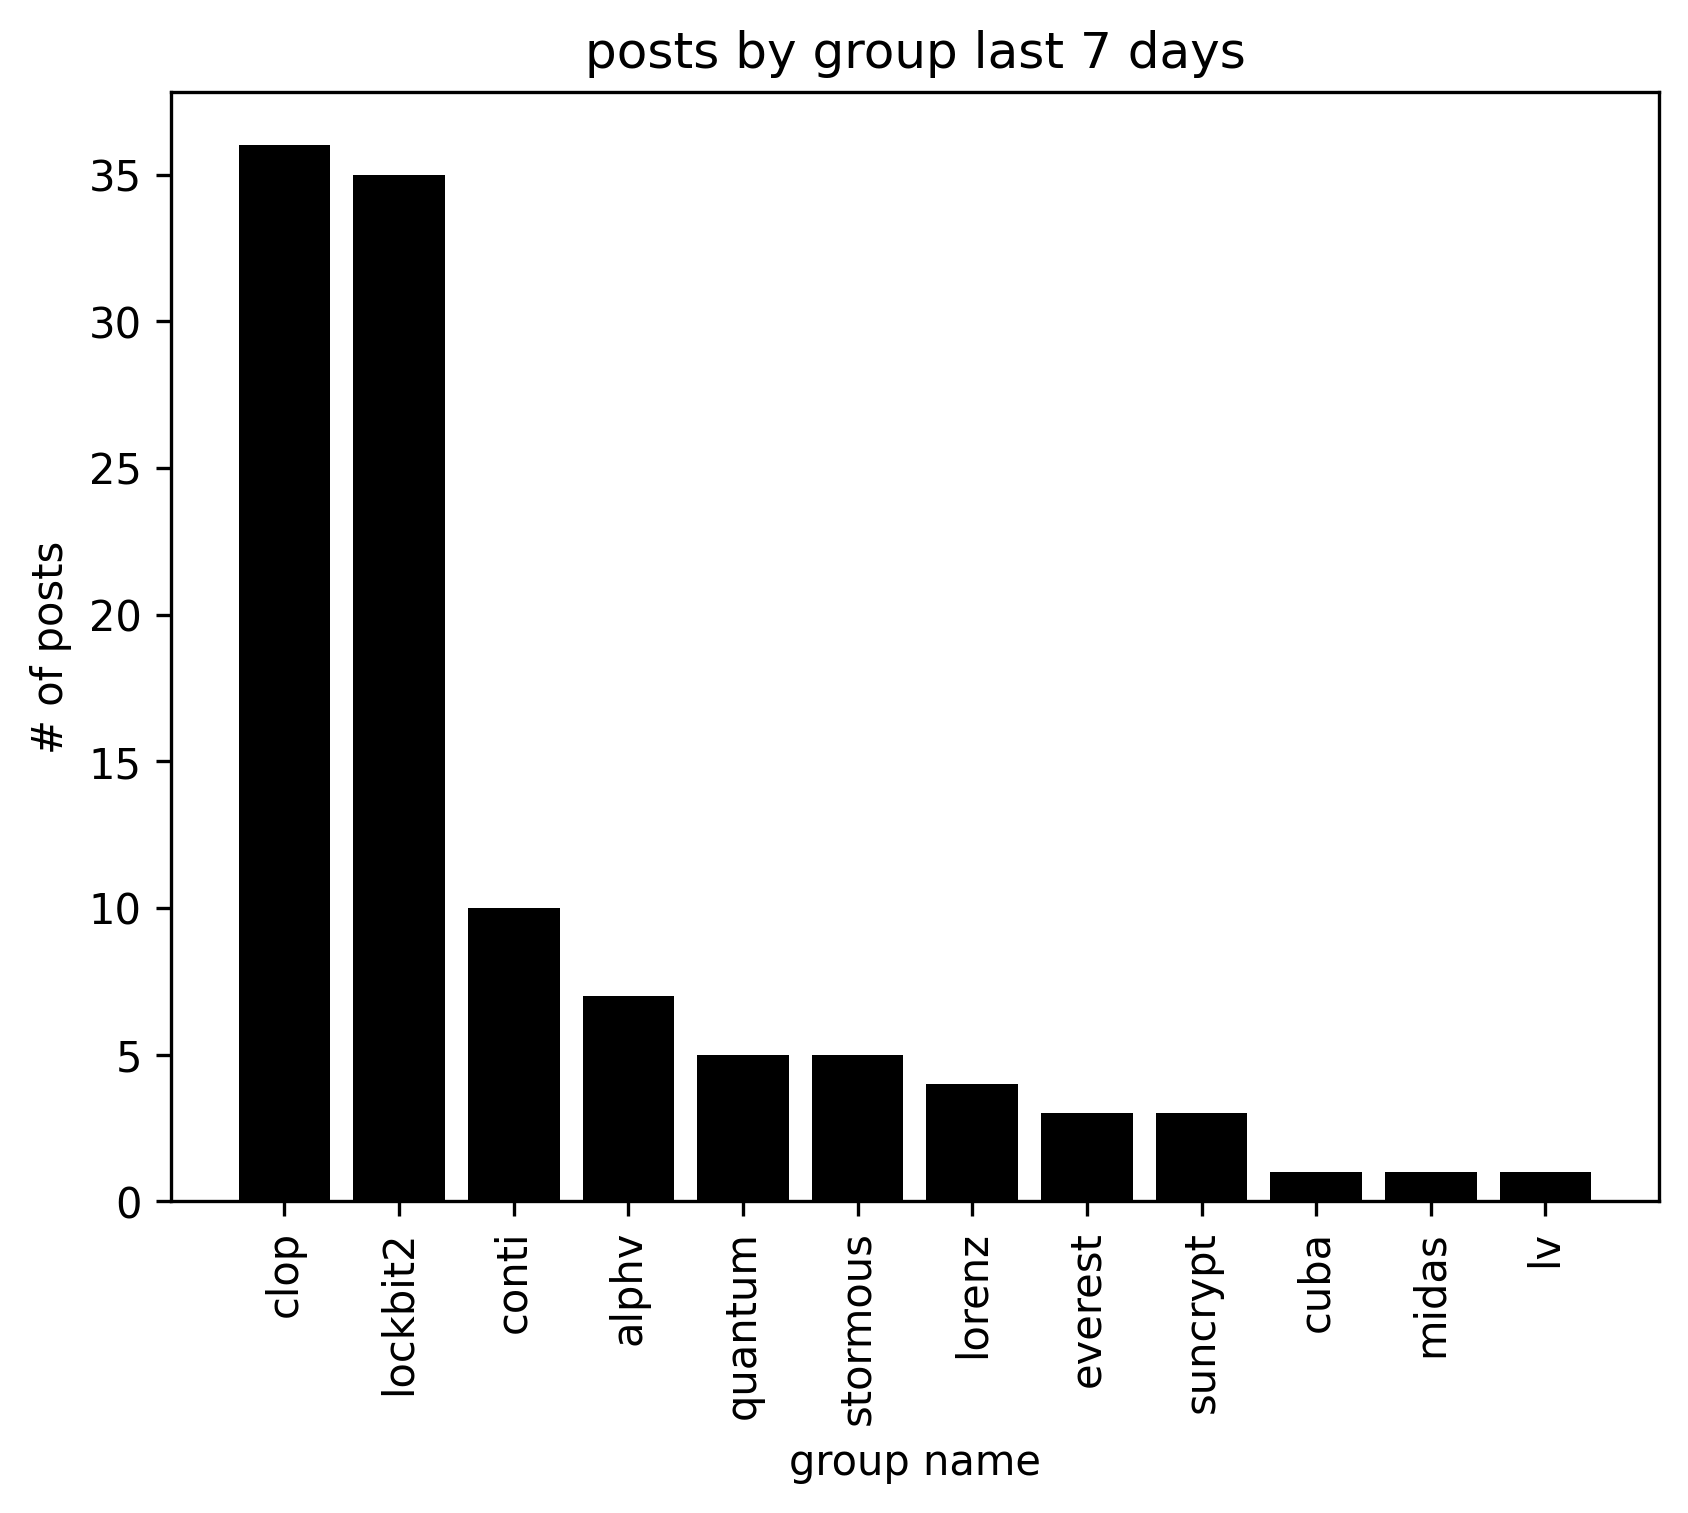 posts by group last 7 days
# of posts
35
30
25
20
15
10
5
0
clop
lockbit2
conti
alphv
quantum
stormous
lorenz
everest
suncrypt
cuba
midas
lv
group name